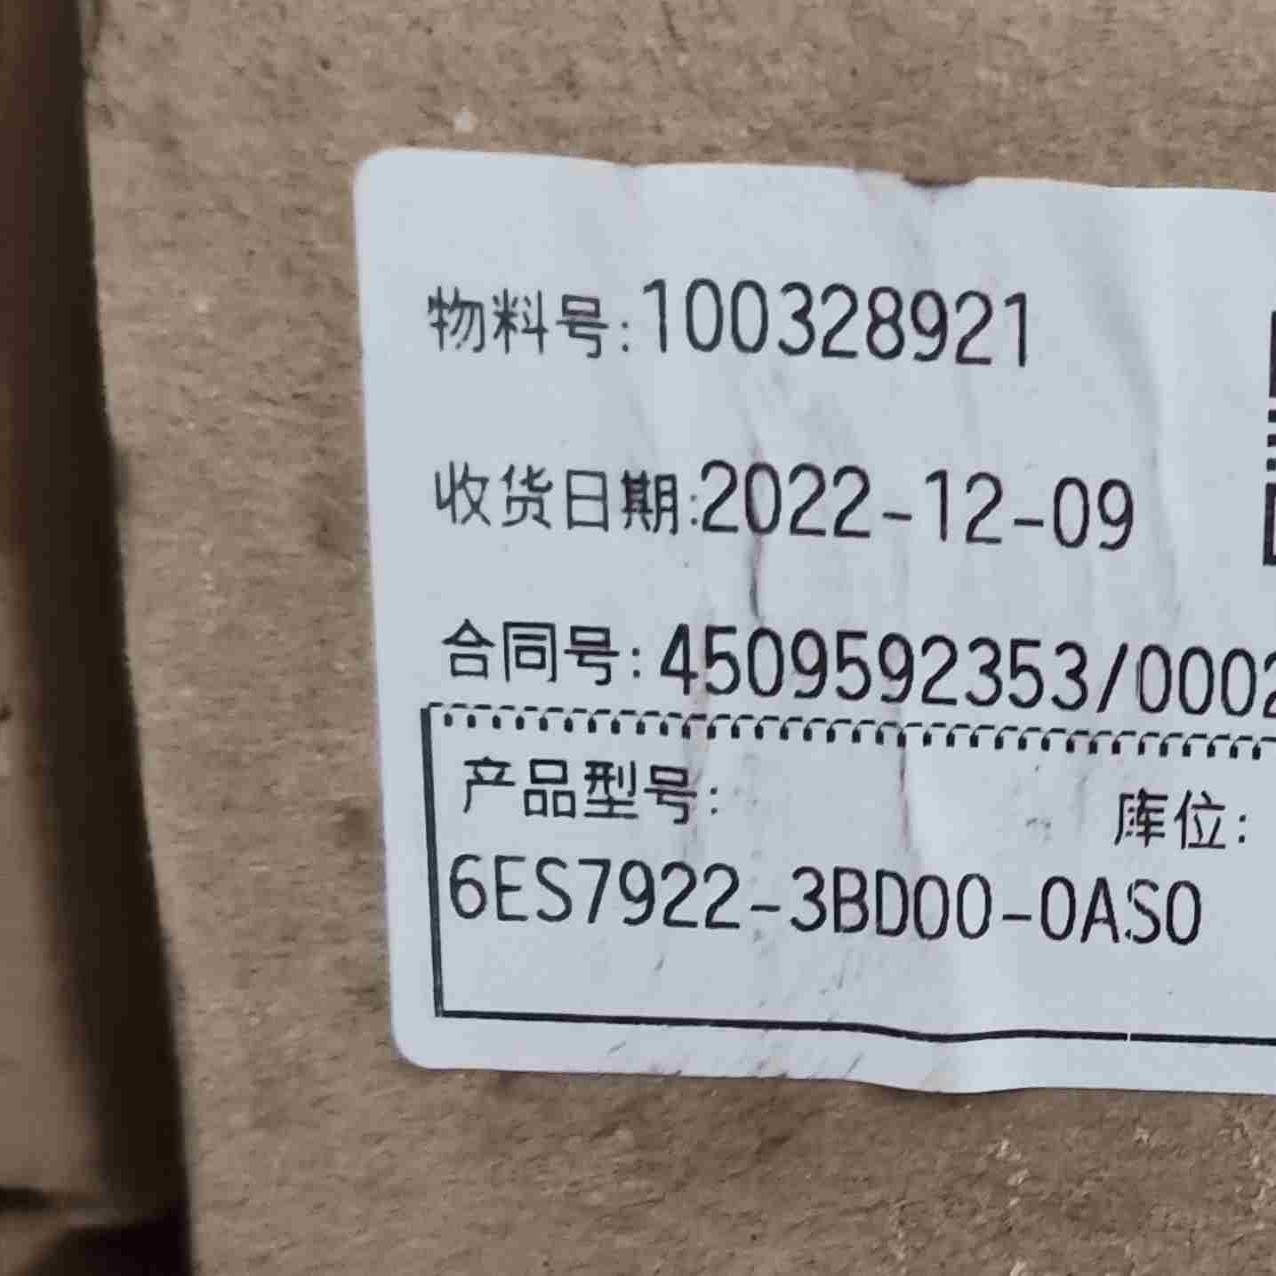 物料号:100328921
收货日期:2022-12-09
合同号:4509592353/0002
产品型号:
库位:
6ES7922-3BD00-0AS0